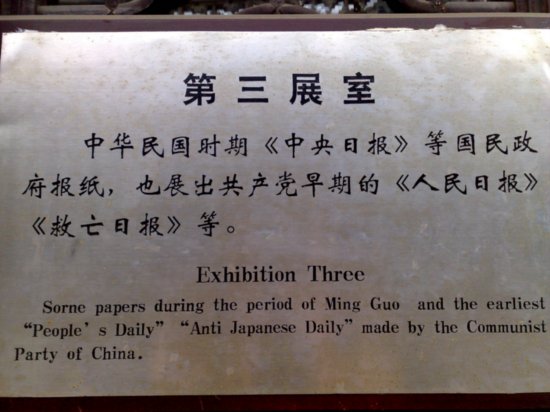 第三展室
中华民国时期《中央日报》等国民政
府报纸，也展出共产党早期的《人民日报》
《救亡日报》等。
Exhibition Three
Sorne papers during the period of Ming Guo and the earliest
“People’s Daily” “Anti Japanese Daily” made by the Communist
Party of China.